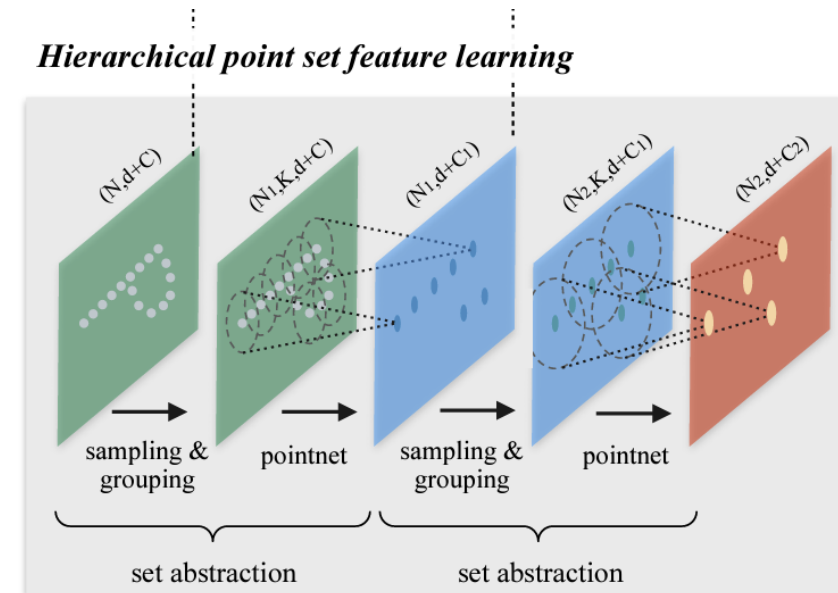 Hierarchical point set feature learning
(N,d+C)
(N1,K,d+C)
(N1,d+C1)
(N2,K,d+C1)
(N2,d+C2)
sampling &
grouping
pointnet
sampling &
grouping
pointnet
set abstraction
set abstraction